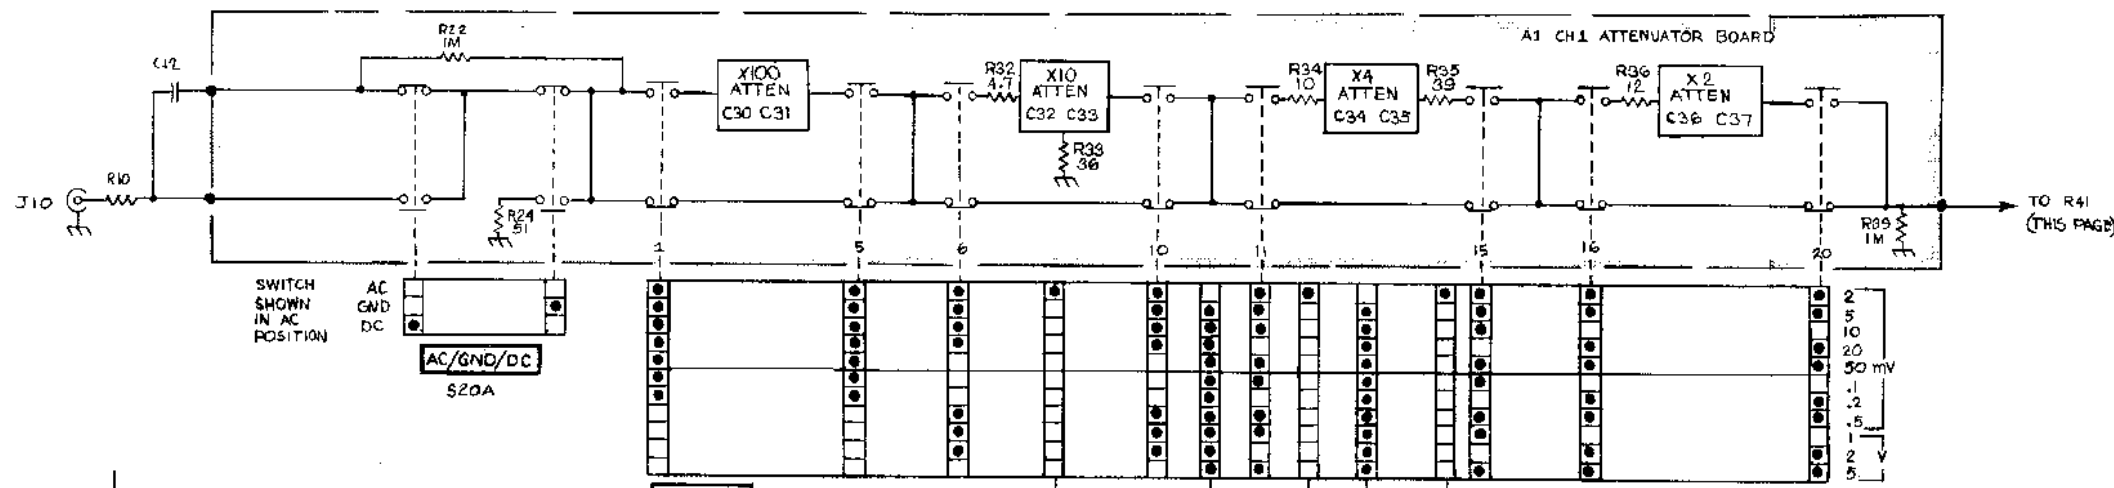 A1 CH1 ATTENUATOR BOARD
R22
1M
C12
X100
ATTEN
C30 C31
R32
4.7
X10
ATTEN
C32 C33
R33
36
R34
10
X4
ATTEN
C34 C35
R35
39
R36
12
X2
ATTEN
C36 C37
J10
R10
R24
51
R39
1M
TO R41
(THIS PAGE)
1
5
6
10
11
15
16
20
SWITCH
SHOWN
IN AC
POSITION
AC
GND
DC
AC/GND/DC
S20A
2
5
10
20
50 mV
.1
.2
.5
1
2 V
5